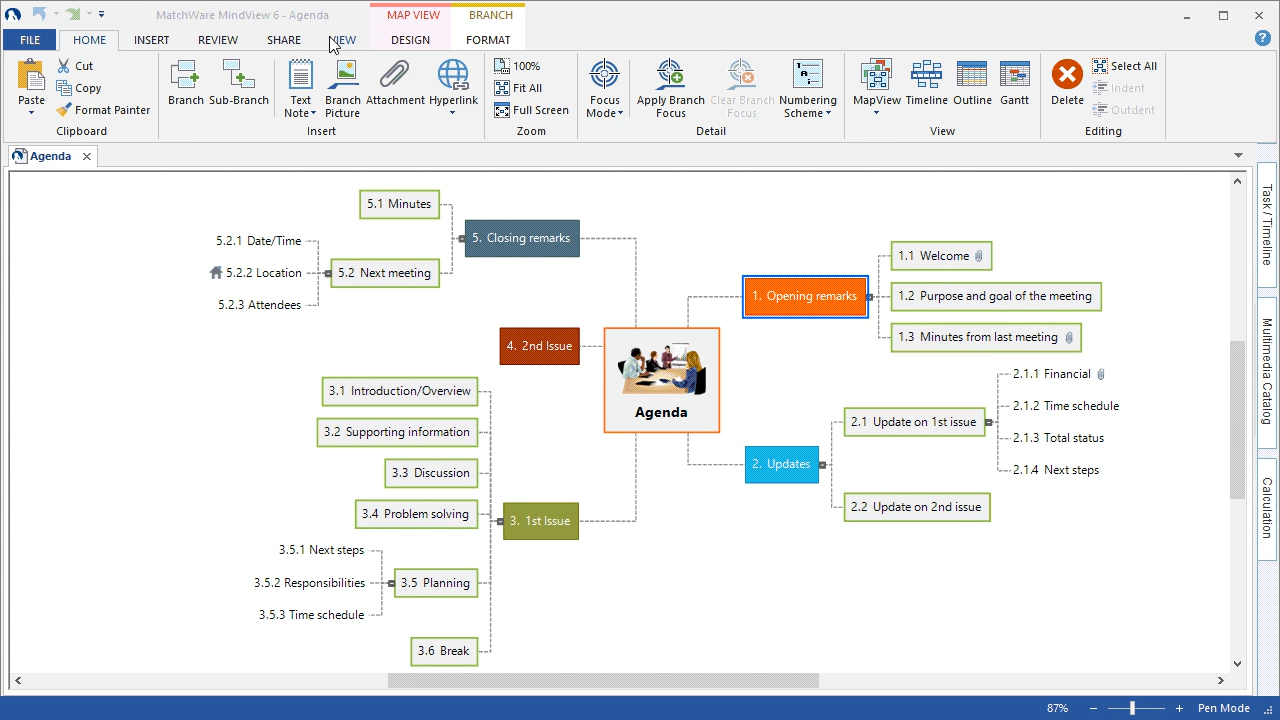 MatchWare MindView 6 - Agenda
MAP VIEW
BRANCH
FILE
HOME
INSERT
REVIEW
SHARE
VIEW
DESIGN
FORMAT
Paste
Cut
Copy
Format Painter
Clipboard
Branch
Sub-Branch
Text Note
Branch Picture
Attachment
Hyperlink
Insert
100%
Fit All
Full Screen
Zoom
Focus Mode
Apply Branch Focus
Clear Branch Focus
Numbering Scheme
Detail
MapView
Timeline
Outline
Gantt
View
Delete
Select All
Indent
Outdent
Editing
Agenda
5.1 Minutes
5. Closing remarks
5.2.1 Date/Time
5.2.2 Location
5.2.3 Attendees
5.2 Next meeting
4. 2nd Issue
3.1 Introduction/Overview
3.2 Supporting information
3.3 Discussion
3.4 Problem solving
3. 1st Issue
3.5.1 Next steps
3.5.2 Responsibilities
3.5.3 Time schedule
3.5 Planning
3.6 Break
Agenda
1. Opening remarks
1.1 Welcome
1.2 Purpose and goal of the meeting
1.3 Minutes from last meeting
2. Updates
2.1 Update on 1st issue
2.1.1 Financial
2.1.2 Time schedule
2.1.3 Total status
2.1.4 Next steps
2.2 Update on 2nd issue
Task / Timeline
Multimedia Catalog
Calculation
87%
Pen Mode